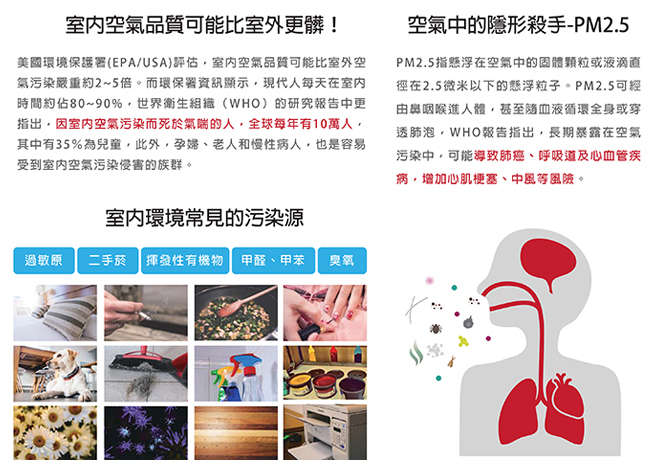 室內空氣品質可能比室外更髒！
美國環境保護署(EPA/USA)評估，室內空氣品質可能比室外空
氣污染嚴重約2~5倍。而環保署資訊顯示，現代人每天在室內
時間約佔80~90%，世界衛生組織（WHO）的研究報告中更
指出，因室內空氣污染而死於氣喘的人，全球每年有10萬人，
其中有35%為兒童，此外，孕婦、老人和慢性病人，也是容易
受到室內空氣污染侵害的族群。
室內環境常見的污染源
過敏原
二手菸
揮發性有機物
甲醛、甲苯
臭氧
空氣中的隱形殺手-PM2.5
PM2.5指懸浮在空氣中的固體顆粒或液滴直
徑在2.5微米以下的懸浮粒子。PM2.5可經
由鼻咽喉進人體，甚至隨血液循環全身或穿
透肺泡，WHO報告指出，長期暴露在空氣
污染中，可能導致肺癌、呼吸道及心血管疾
病，增加心肌梗塞、中風等風險。